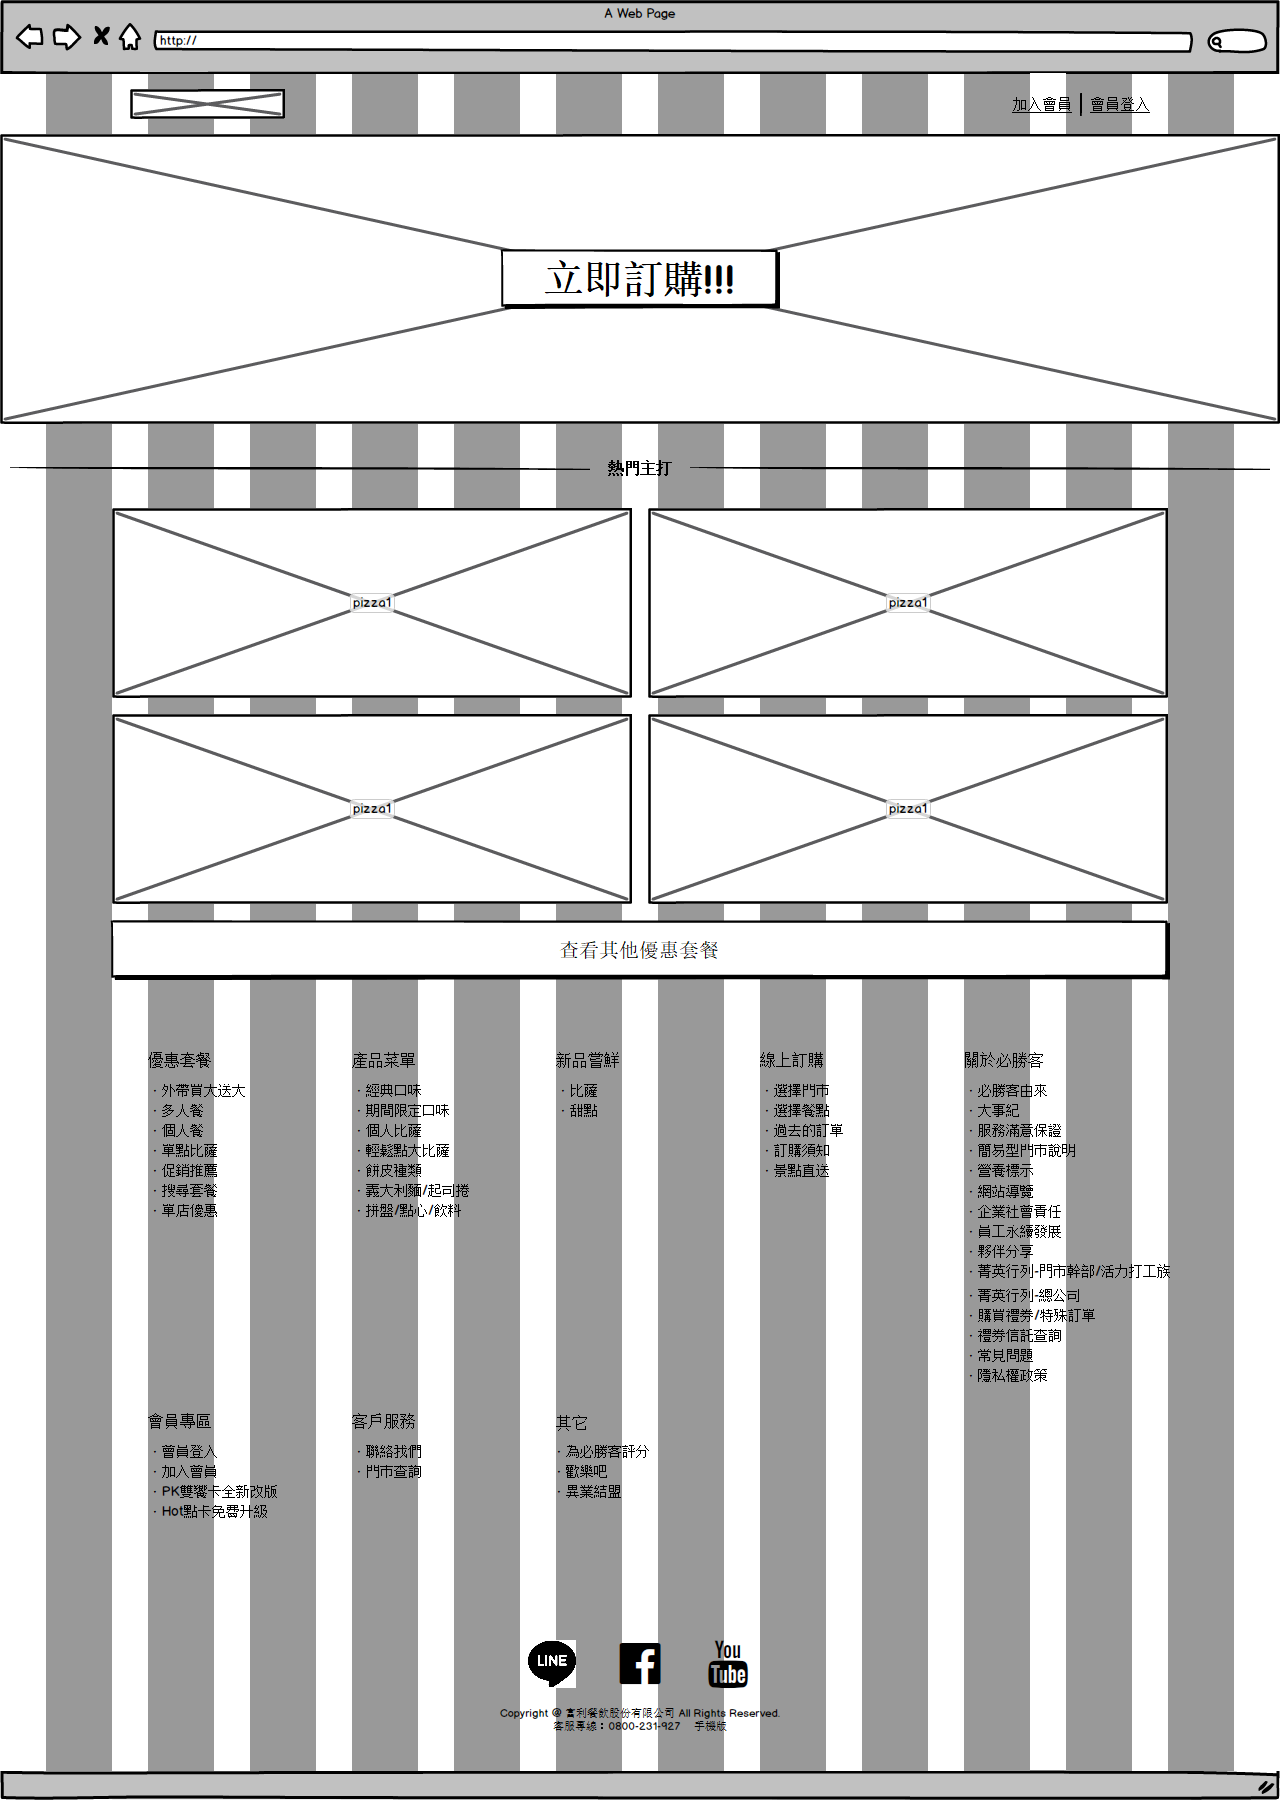 A Web Page
http://
加入會員 | 會員登入
立即訂購!!!
熱門主打
pizza1
pizza1
pizza1
pizza1
查看其他優惠套餐
優惠套餐
· 外帶買大送大
· 多人餐
· 個人餐
· 單點比薩
· 促銷推薦
· 搜尋套餐
· 單店優惠
產品菜單
· 經典口味
· 期間限定口味
· 個人比薩
· 輕鬆點大比薩
· 餅皮種類
· 義大利麵/起司捲
· 拼盤/點心/飲料
新品嘗鮮
· 比薩
· 甜點
線上訂購
· 選擇門市
· 選擇餐點
· 過去的訂單
· 訂購須知
· 景點直送
關於必勝客
· 必勝客由來
· 大事紀
· 服務滿意保證
· 簡易型門市說明
· 營養標示
· 網站導覽
· 企業社會責任
· 員工永續發展
· 夥伴分享
· 菁英行列-門市幹部/活力打工族
· 菁英行列-總公司
· 購買禮券/特殊訂單
· 禮券信託查詢
· 常見問題
· 隱私權政策
會員專區
· 會員登入
· 加入會員
· PK雙饗卡全新改版
· Hot點卡免費升級
客戶服務
· 聯絡我們
· 門市查詢
其它
· 為必勝客評分
· 歡樂吧
· 異業結盟
LINE
f
You
Tube
Copyright @ 富利餐飲股份有限公司 All Rights Reserved.
客服專線：0800-231-927 手機版